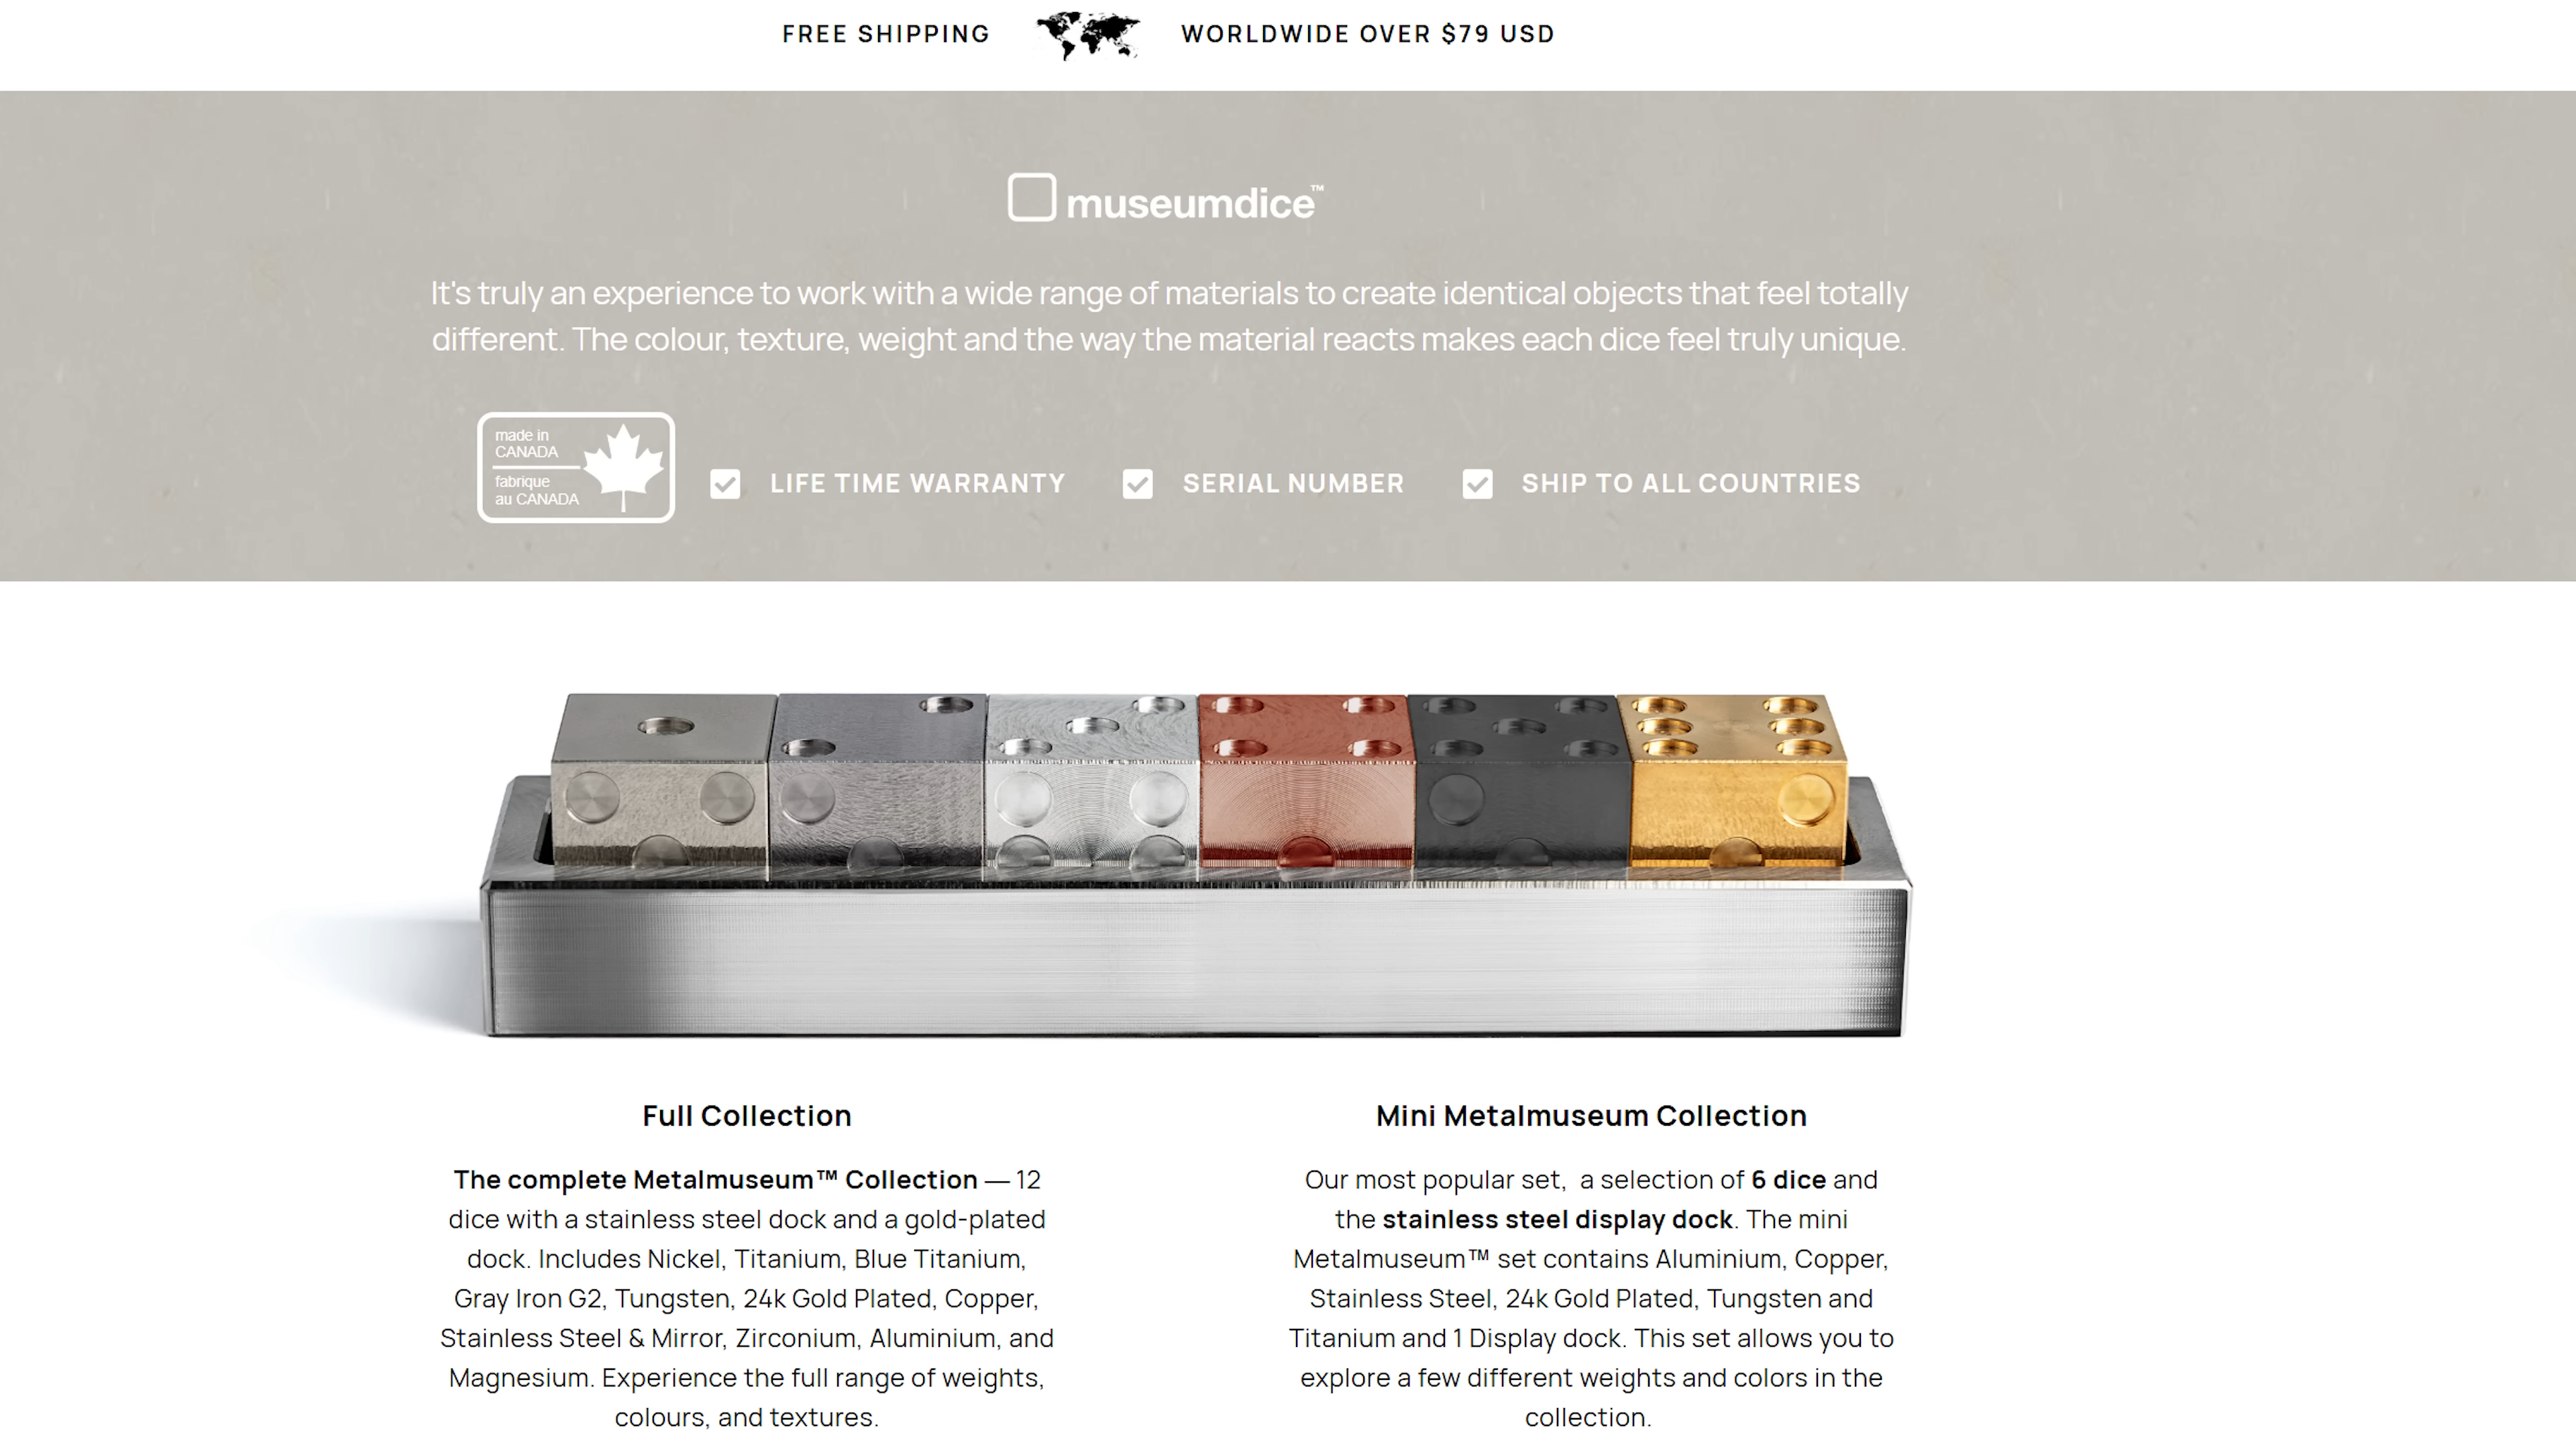 FREE SHIPPING WORLDWIDE OVER $79 USD
museumdice™
It's truly an experience to work with a wide range of materials to create identical objects that feel totally
different. The colour, texture, weight and the way the material reacts makes each dice feel truly unique.
made in
CANADA
fabrique
au CANADA
LIFE TIME WARRANTY
SERIAL NUMBER
SHIP TO ALL COUNTRIES
Full Collection
The complete Metalmuseum™ Collection — 12
dice with a stainless steel dock and a gold-plated
dock. Includes Nickel, Titanium, Blue Titanium,
Gray Iron G2, Tungsten, 24k Gold Plated, Copper,
Stainless Steel & Mirror, Zirconium, Aluminium, and
Magnesium. Experience the full range of weights,
colours, and textures.
Mini Metalmuseum Collection
Our most popular set,  a selection of 6 dice and
the stainless steel display dock. The mini
Metalmuseum™ set contains Aluminium, Copper,
Stainless Steel, 24k Gold Plated, Tungsten and
Titanium and 1 Display dock. This set allows you to
explore a few different weights and colors in the
collection.